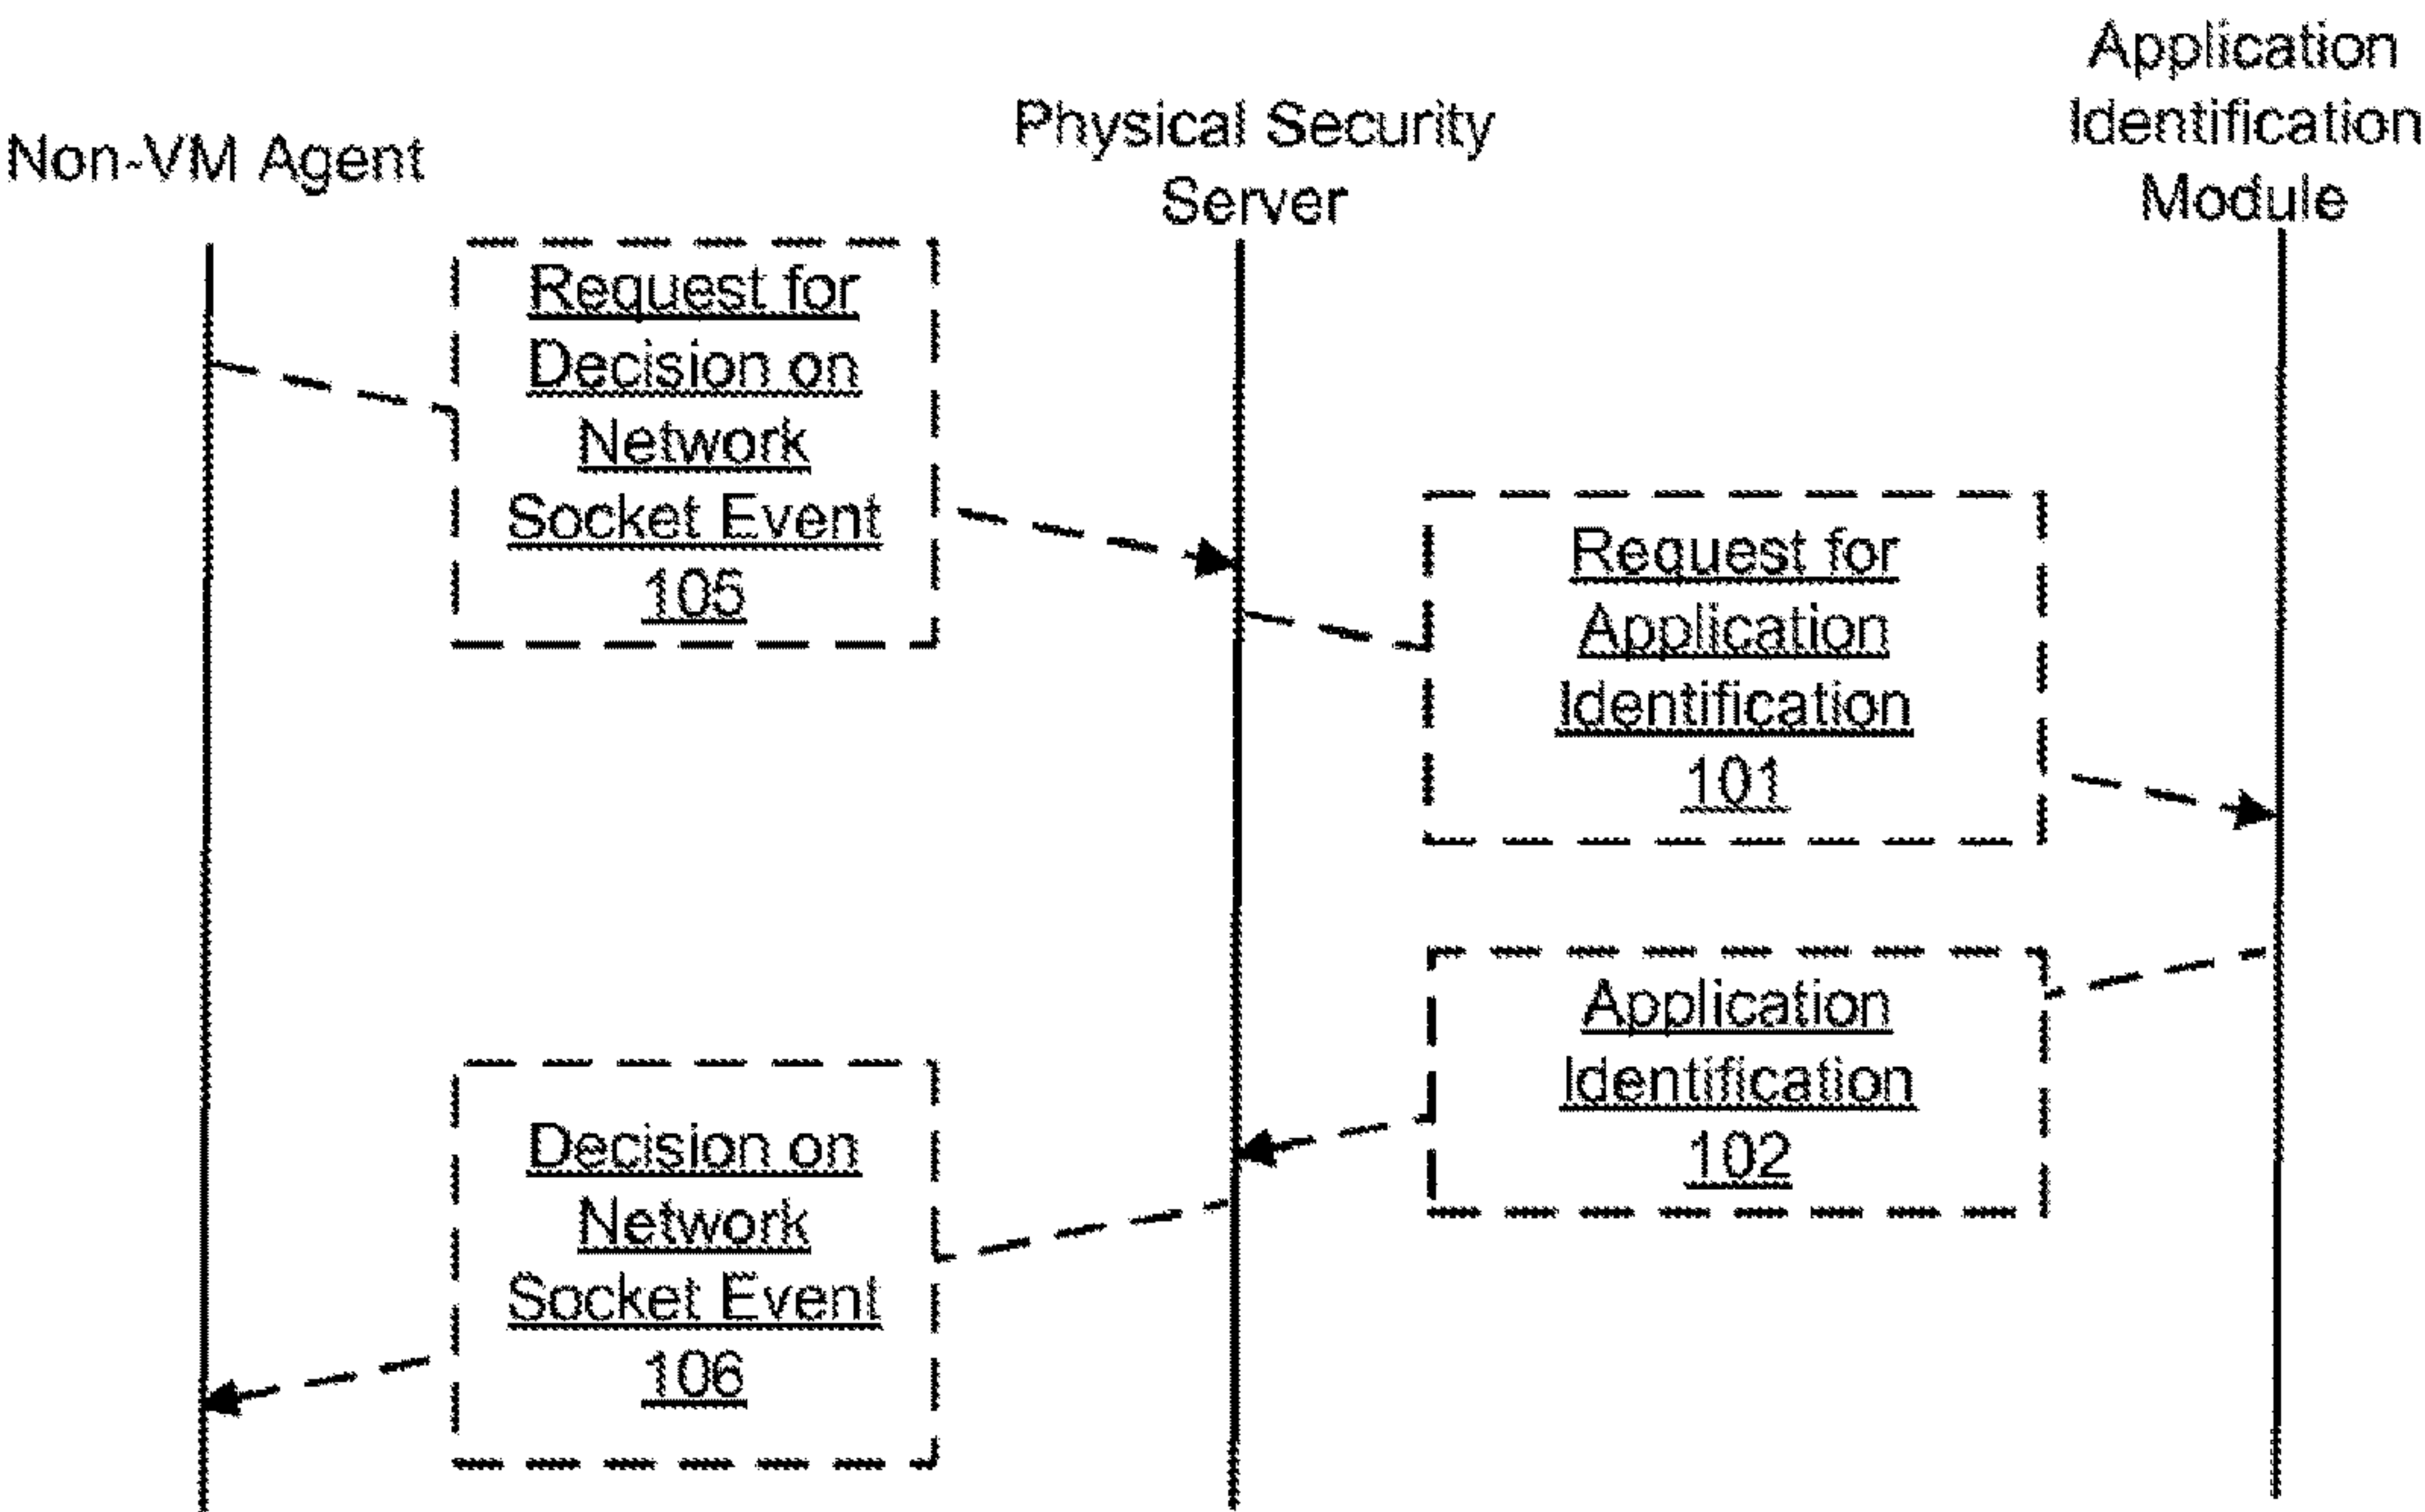 Non-VM Agent
Physical Security
Server
Application
Identification
Module
Request for
Decision on
Network
Socket Event
105
Request for
Application
Identification
101
Application
Identification
102
Decision on
Network
Socket Event
106